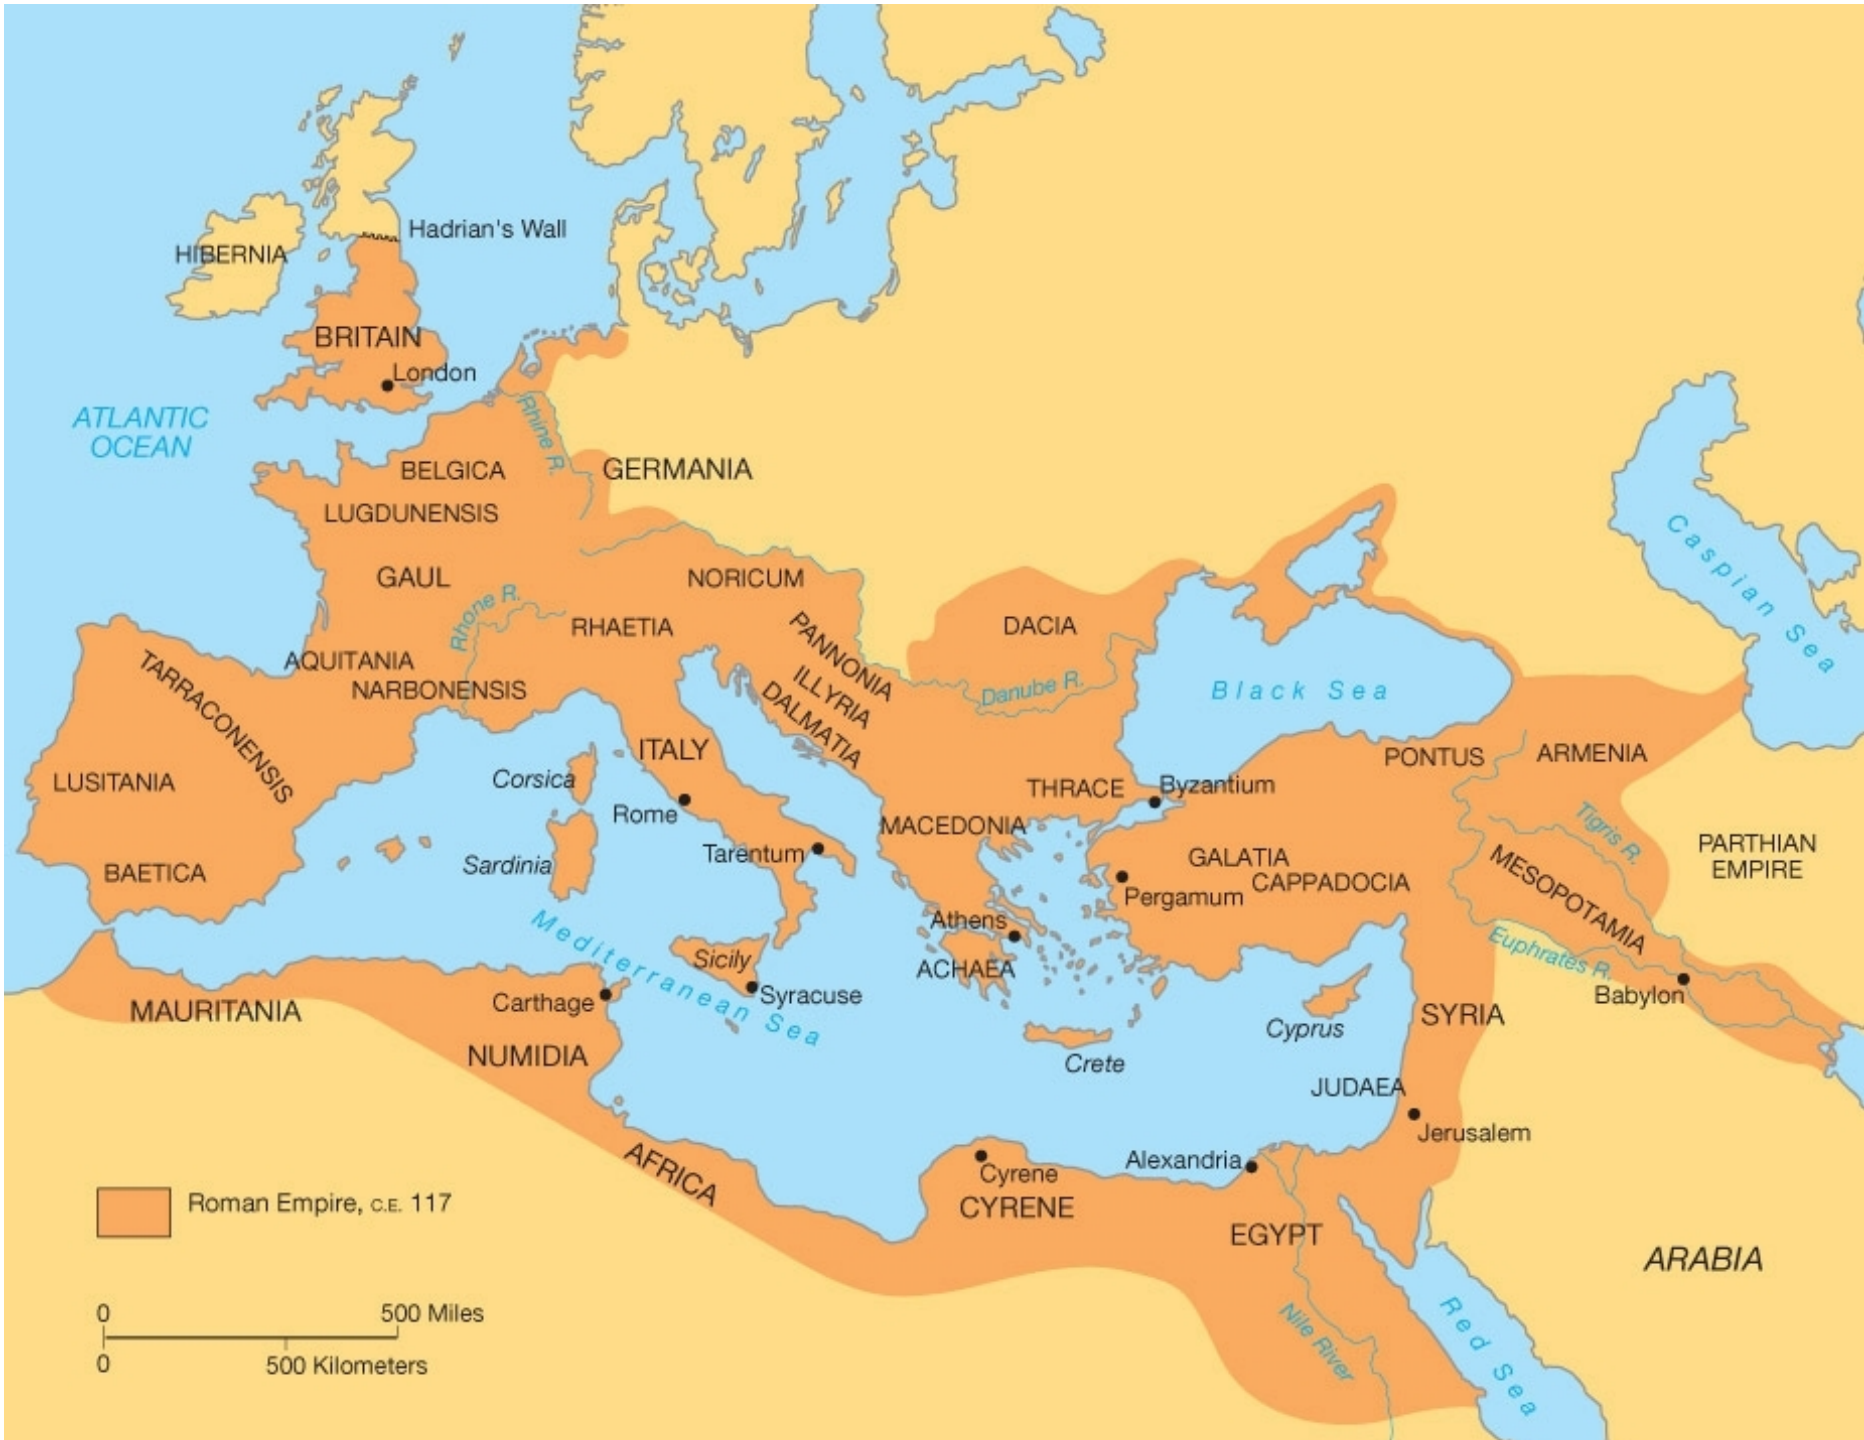 Hadrian's Wall
HIBERNIA
BRITAIN
London
ATLANTIC
OCEAN
Rhine R.
BELGICA
GERMANIA
LUGDUNENSIS
GAUL
NORICUM
Rhone R.
RHAETIA
DACIA
Caspian Sea
AQUITANIA
NARBONENSIS
PANNONIA
ILLYRIA
DALMATIA
Danube R.
Black Sea
TARRACONENSIS
LUSITANIA
BAETICA
ITALY
Corsica
Rome
Sardinia
Tarentum
THRACE
Byzantium
MACEDONIA
PONTUS
ARMENIA
Tigris R.
PARTHIAN
EMPIRE
GALATIA
CAPPADOCIA
Pergamum
MESOPOTAMIA
Athens
ACHAEA
Euphrates R.
Babylon
Mediterranean Sea
Sicily
Syracuse
Carthage
MAURITANIA
NUMIDIA
Crete
Cyprus
SYRIA
JUDAEA
Jerusalem
AFRICA
Cyrene
CYRENE
Alexandria
EGYPT
Nile River
Red Sea
ARABIA
Roman Empire, C.E. 117
0 500 Miles
0 500 Kilometers